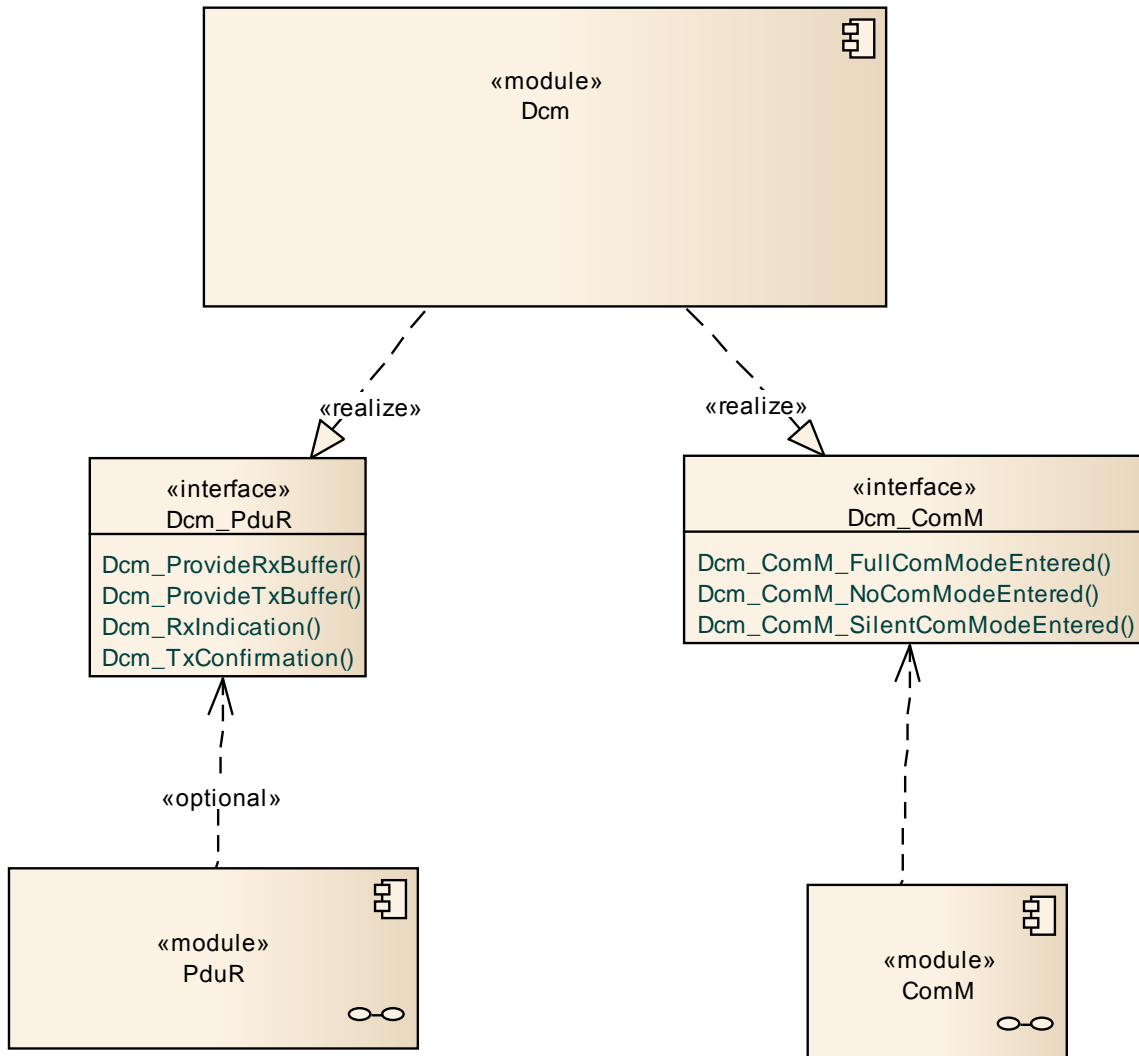 «module»
Dcm
«realize»
«realize»
«interface»
Dcm_PduR
Dcm_ProvideRxBuffer()
Dcm_ProvideTxBuffer()
Dcm_RxIndication()
Dcm_TxConfirmation()
«interface»
Dcm_ComM
Dcm_ComM_FullComModeEntered()
Dcm_ComM_NoComModeEntered()
Dcm_ComM_SilentComModeEntered()
«optional»
«module»
PduR
«module»
ComM